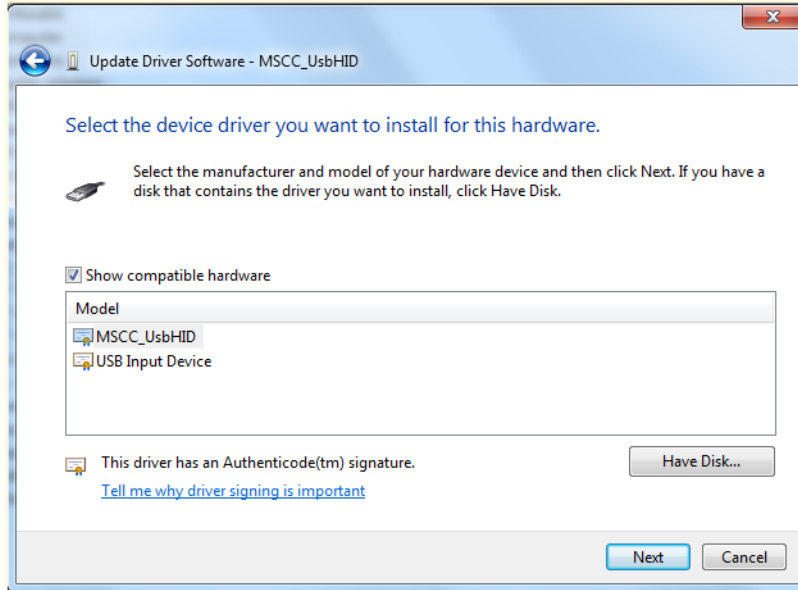 Update Driver Software - MSCC_UsbHID
Select the device driver you want to install for this hardware.
Select the manufacturer and model of your hardware device and then click Next. If you have a
disk that contains the driver you want to install, click Have Disk.
Show compatible hardware
Model
MSCC_UsbHID
USB Input Device
This driver has an Authenticode(tm) signature.
Have Disk...
Tell me why driver signing is important
Next
Cancel